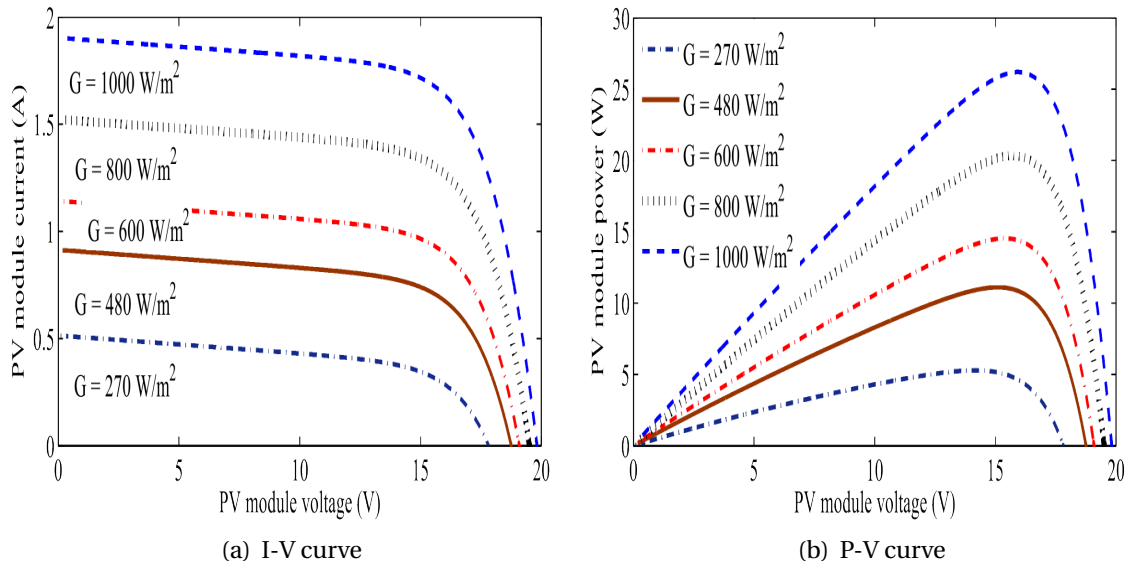 2
1.5
1
0.5
0
0
5
10
15
20
PV module current (A)
G = 1000 W/m²
G = 800 W/m²
G = 600 W/m²
G = 480 W/m²
G = 270 W/m²
PV module voltage (V)
(a) I-V curve
30
25
20
15
10
5
0
0
5
10
15
20
PV module power (W)
G = 270 W/m²
G = 480 W/m²
G = 600 W/m²
G = 800 W/m²
G = 1000 W/m²
PV module voltage (V)
(b) P-V curve